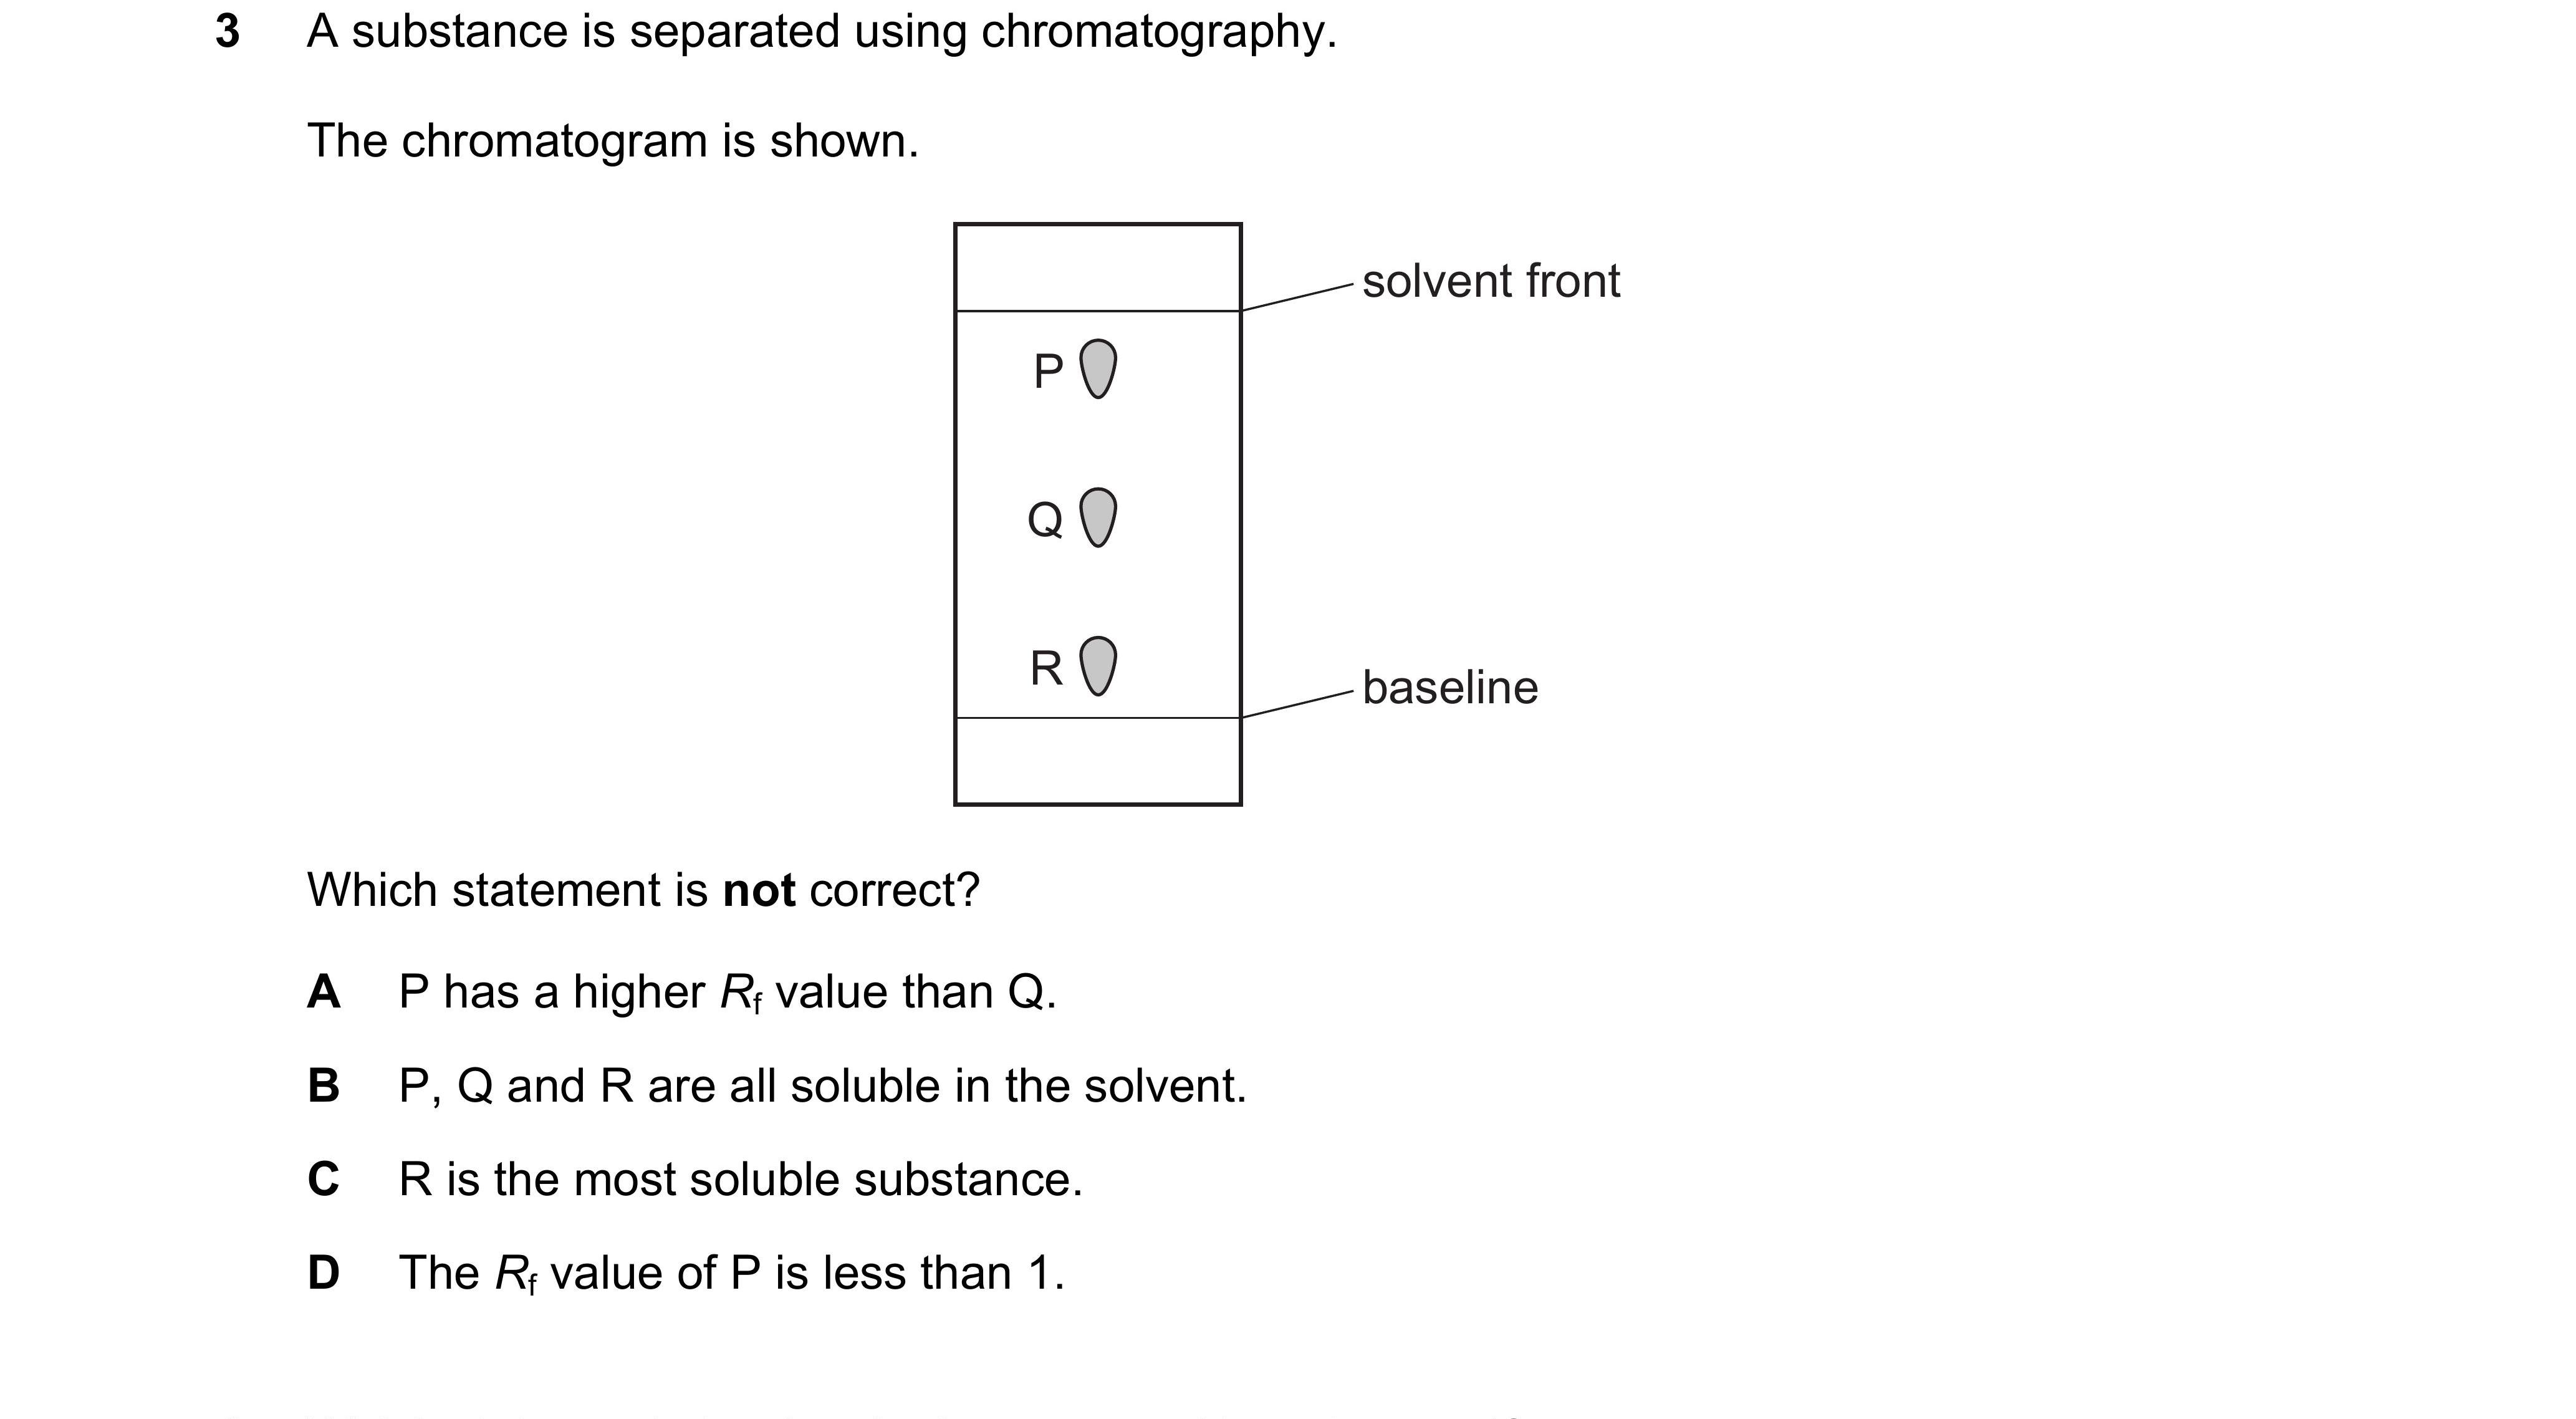 3 A substance is separated using chromatography.
The chromatogram is shown.
solvent front
P
Q
R
baseline
Which statement is not correct?
A P has a higher Rf value than Q.
B P, Q and R are all soluble in the solvent.
C R is the most soluble substance.
D The Rf value of P is less than 1.